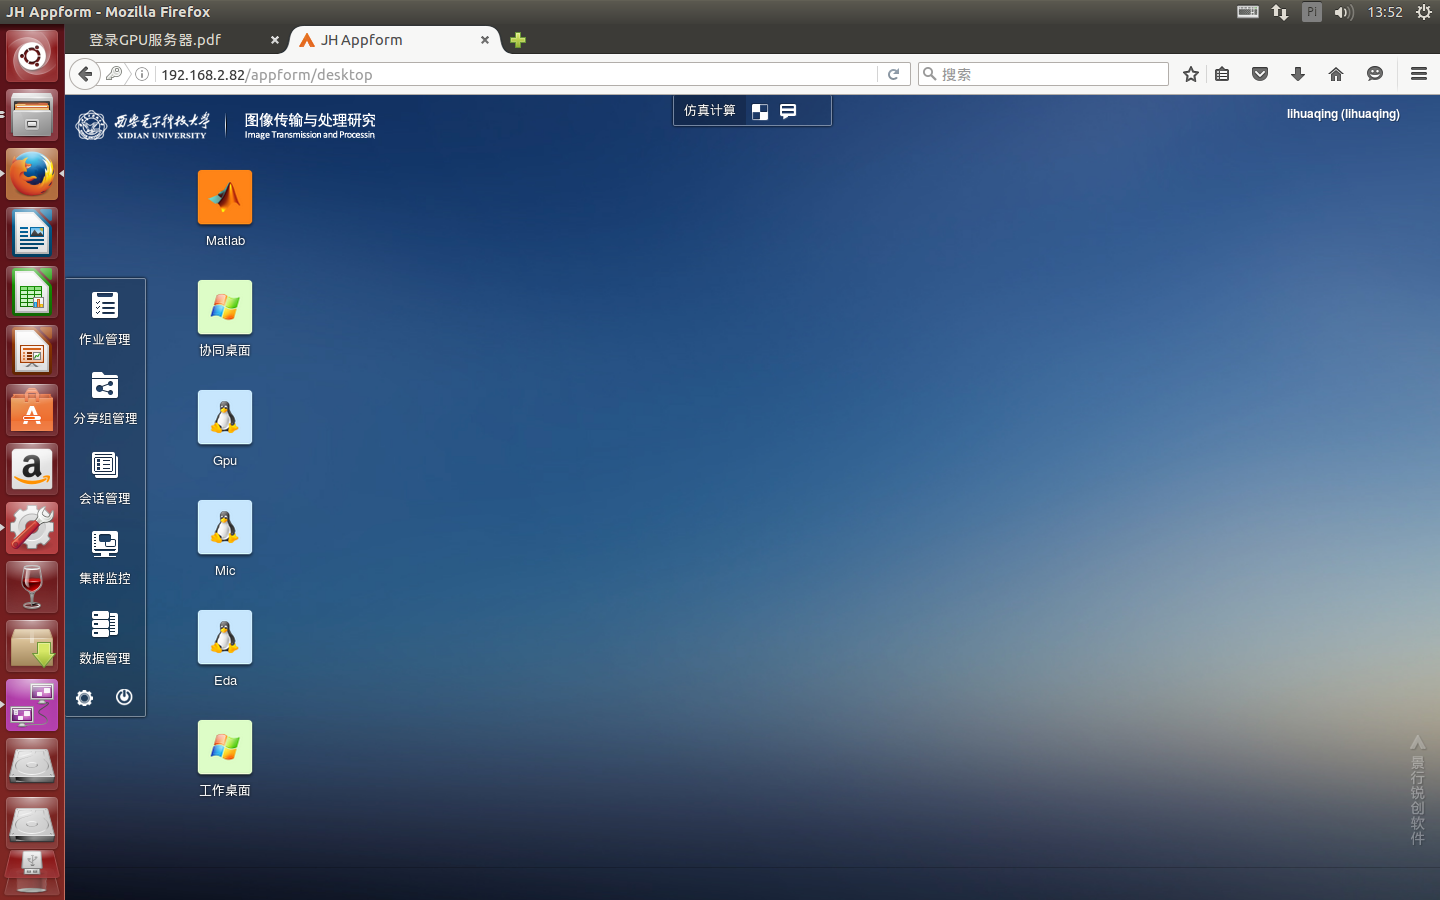 JH Appform - Mozilla Firefox
Pi
13:52
登录GPU服务器.pdf
JH Appform
192.168.2.82/appform/desktop
搜索
西安电子科技大学
XIDIAN UNIVERSITY
图像传输与处理研究
Image Transmission and Processin
仿真计算
lihuaqing (lihuaqing)
Matlab
协同桌面
Gpu
Mic
Eda
工作桌面
作业管理
分享组管理
会话管理
集群监控
数据管理
景行锐创软件